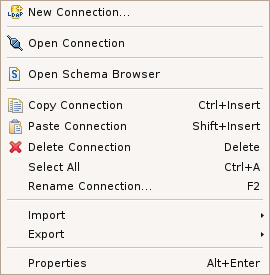 New Connection...
Open Connection
Open Schema Browser
Copy Connection Ctrl+Insert
Paste Connection Shift+Insert
Delete Connection Delete
Select All Ctrl+A
Rename Connection... F2
Import
Export
Properties Alt+Enter